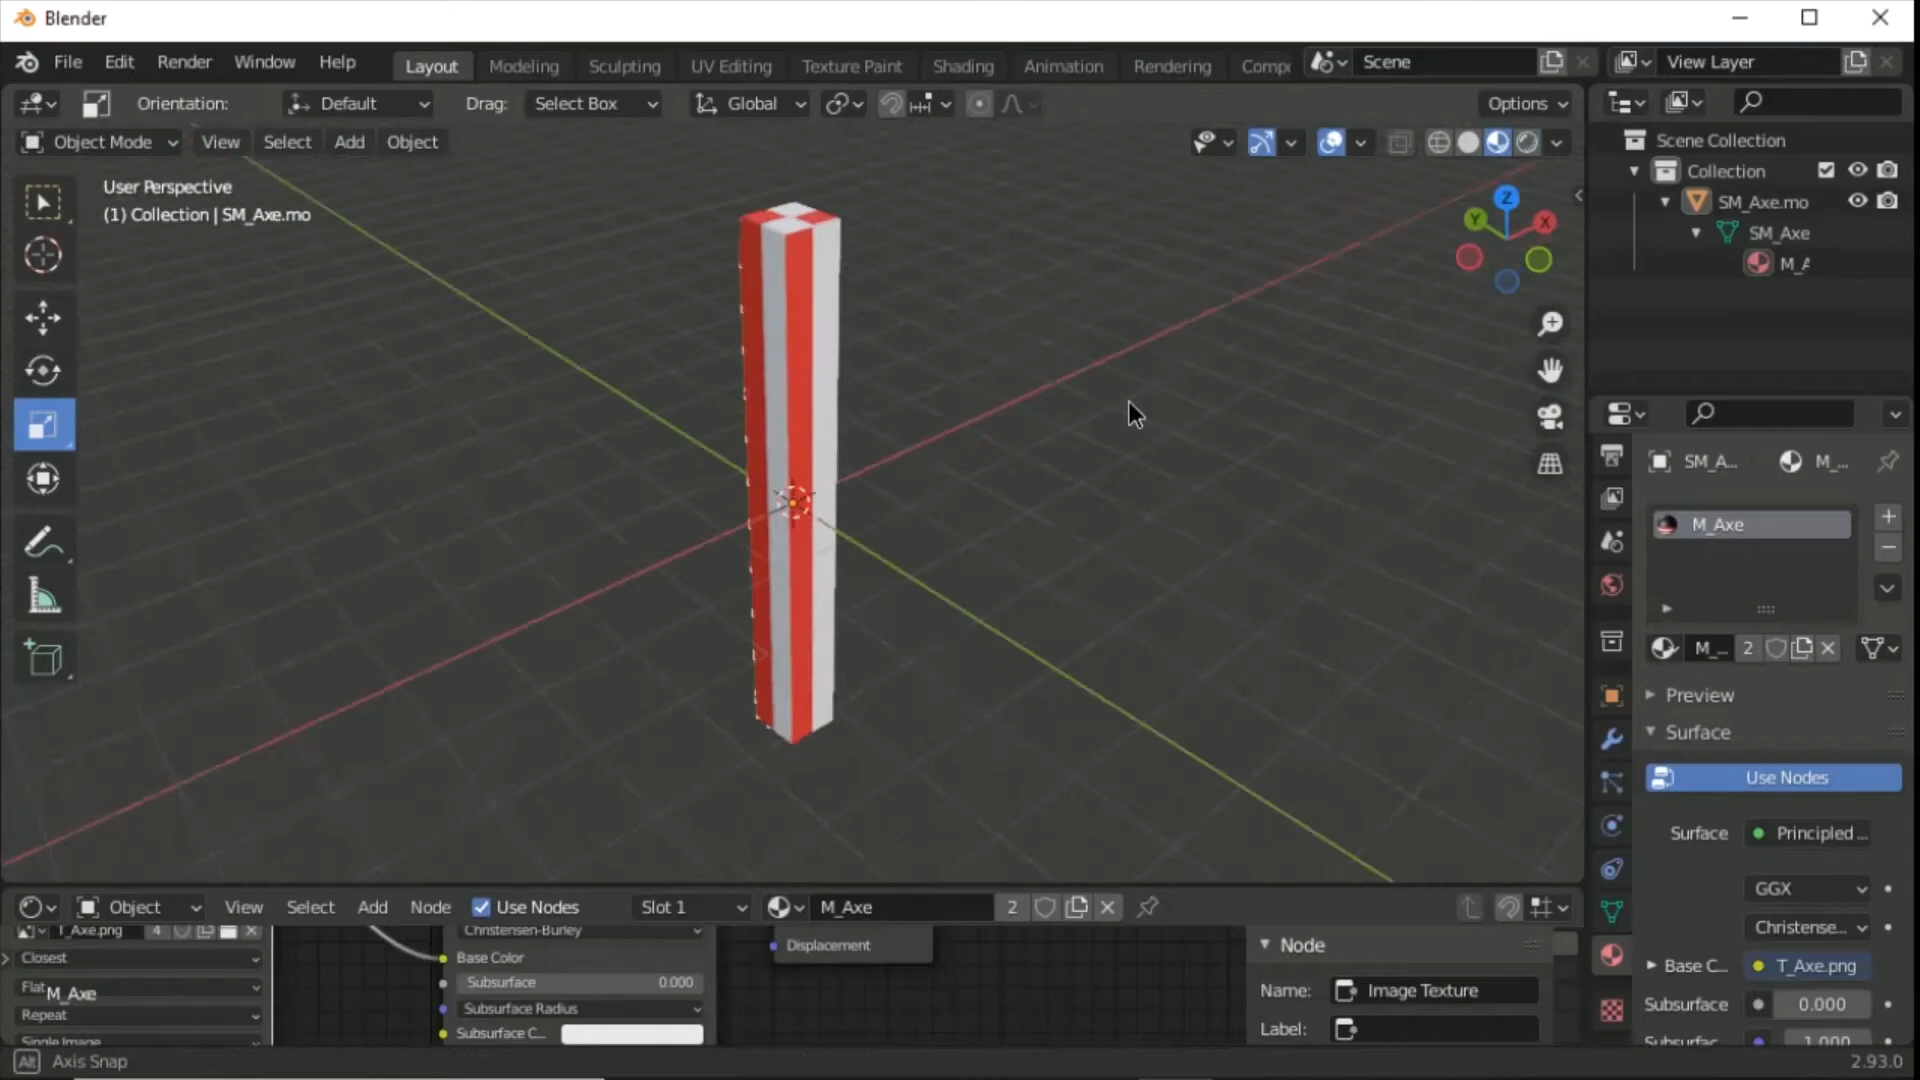 Blender
File Edit Render Window Help Layout Modeling Sculpting UV Editing Texture Paint Shading Animation Rendering Compo Scene View Layer
Orientation: Default Drag: Select Box Global Options
Object Mode View Select Add Object
User Perspective
(1) Collection | SM_Axe.mo
Z
Y
X
Scene Collection
Collection
SM_Axe.mo
SM_Axe
M_A
SM_A... M_...
M_Axe
M_... 2
Preview
Surface
Use Nodes
Surface Principled ...
GGX
Christense...
Base C... T_Axe.png
Subsurface 0.000
Subsurfac 1.000
Object View Select Add Node Use Nodes Slot 1 M_Axe 2
T_Axe.png 4
Closest
Flat
M_Axe
Repeat
Single Image
Christensen-Burley
Base Color
Subsurface 0.000
Subsurface Radius
Subsurface C...
Displacement
Node
Name: Image Texture
Label:
Alt Axis Snap
2.93.0